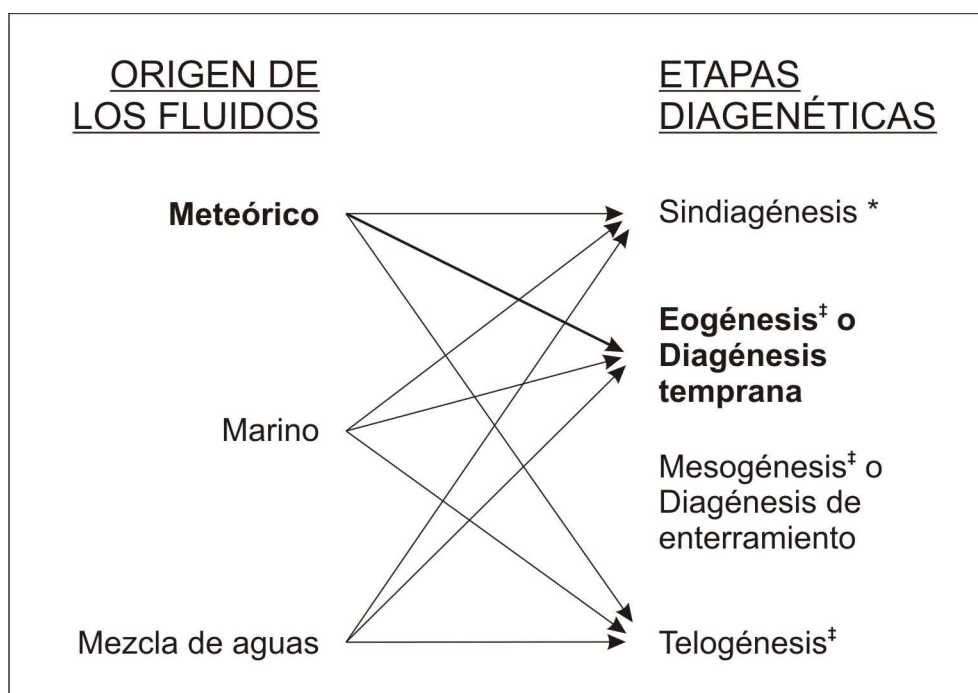 ORIGEN DE
LOS FLUIDOS
ETAPAS
DIAGENÉTICAS
Meteórico
Marino
Mezcla de aguas
Sindiagénesis *
Eogénesis‡ o
Diagénesis
temprana
Mesogénesis‡ o
Diagénesis de
enterramiento
Telogénesis‡